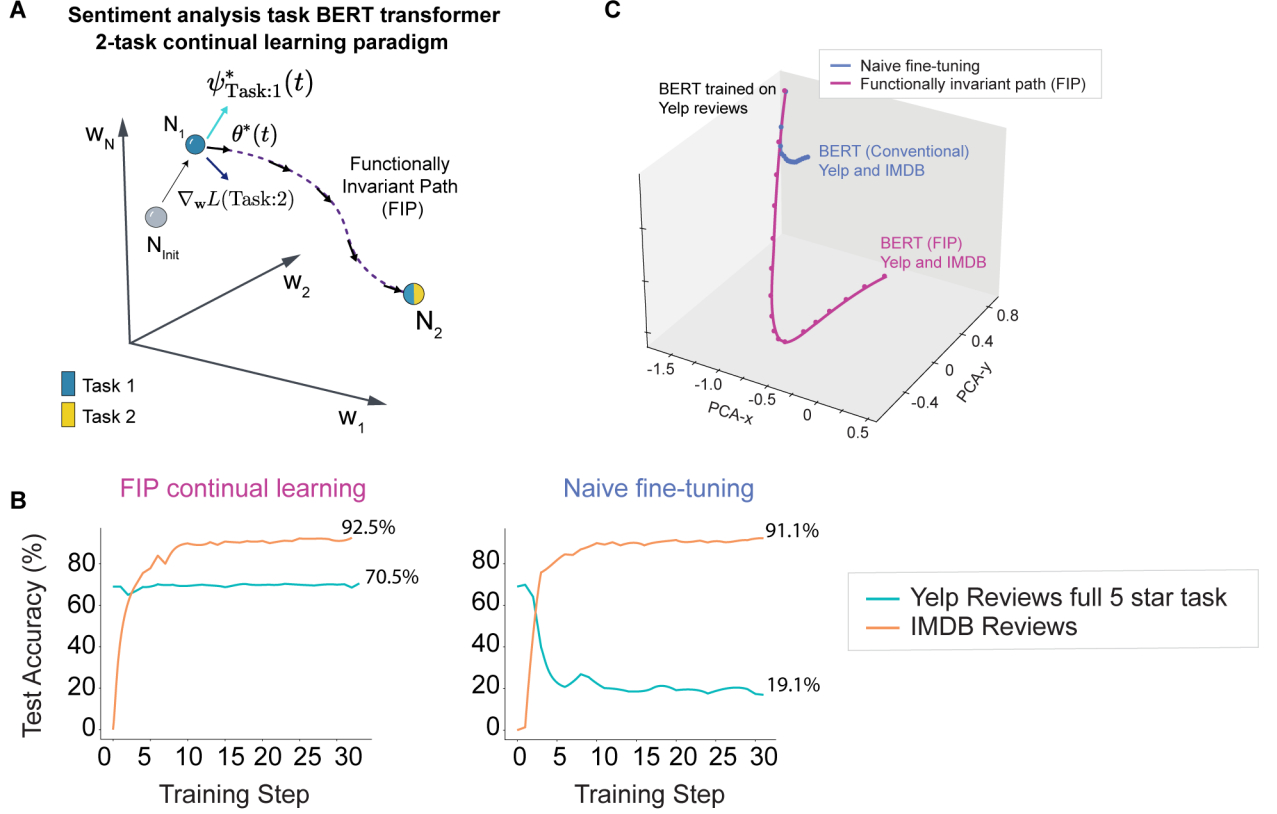 A
Sentiment analysis task BERT transformer
2-task continual learning paradigm
ψ*Task:1(t)
N1
θ*(t)
WN
Functionally
Invariant Path
(FIP)
∇wL(Task:2)
NInit
W2
N2
Task 1
Task 2
W1
C
Naive fine-tuning
Functionally invariant path (FIP)
BERT trained on
Yelp reviews
BERT (Conventional)
Yelp and IMDB
BERT (FIP)
Yelp and IMDB
0.8
0.4
0
-0.4
PCA-y
-1.5
-1.0
-0.5
0
0.5
PCA-x
B
FIP continual learning
92.5%
70.5%
80
60
40
20
0
Test Accuracy (%)
0 5 10 15 20 25 30
Training Step
Naive fine-tuning
91.1%
19.1%
80
60
40
20
0
0 5 10 15 20 25 30
Training Step
Yelp Reviews full 5 star task
IMDB Reviews